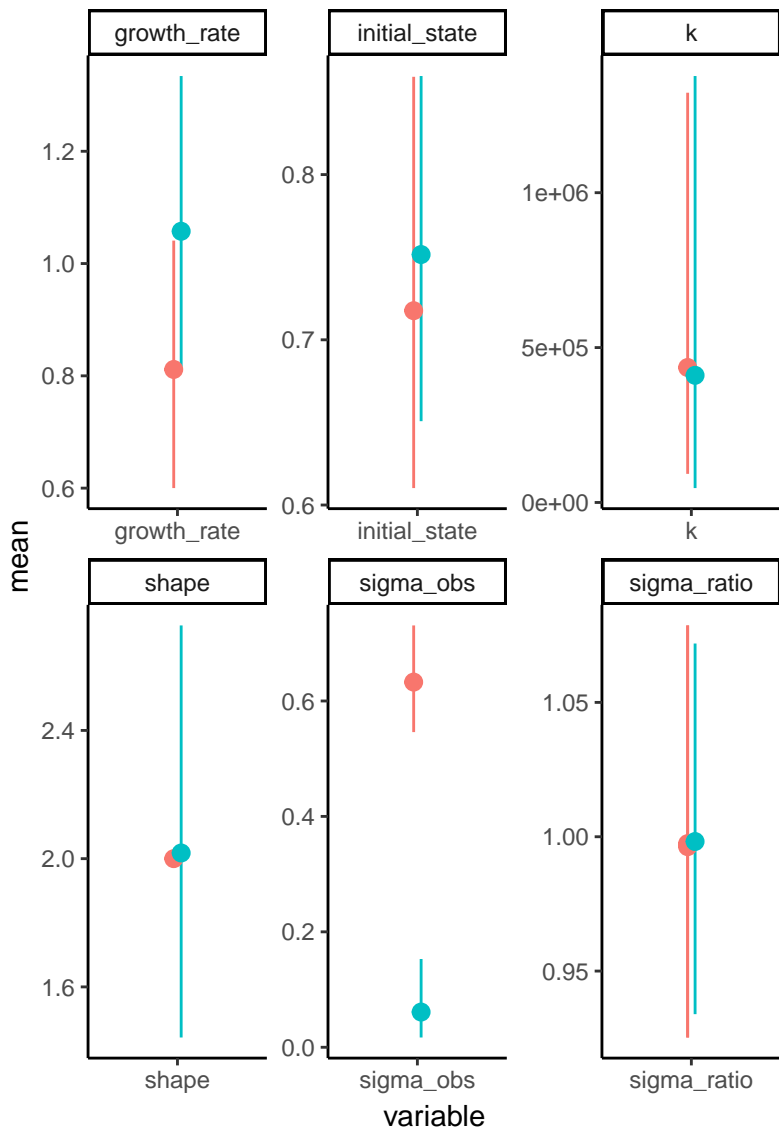 growth_rate
initial_state
k
1.2
1.0
0.8
0.6
0.8
0.7
0.6
1e+06
5e+05
0e+00
growth_rate
initial_state
k
mean
shape
sigma_obs
sigma_ratio
2.4
2.0
1.6
0.6
0.4
0.2
0.0
1.05
1.00
0.95
shape
sigma_obs
sigma_ratio
variable